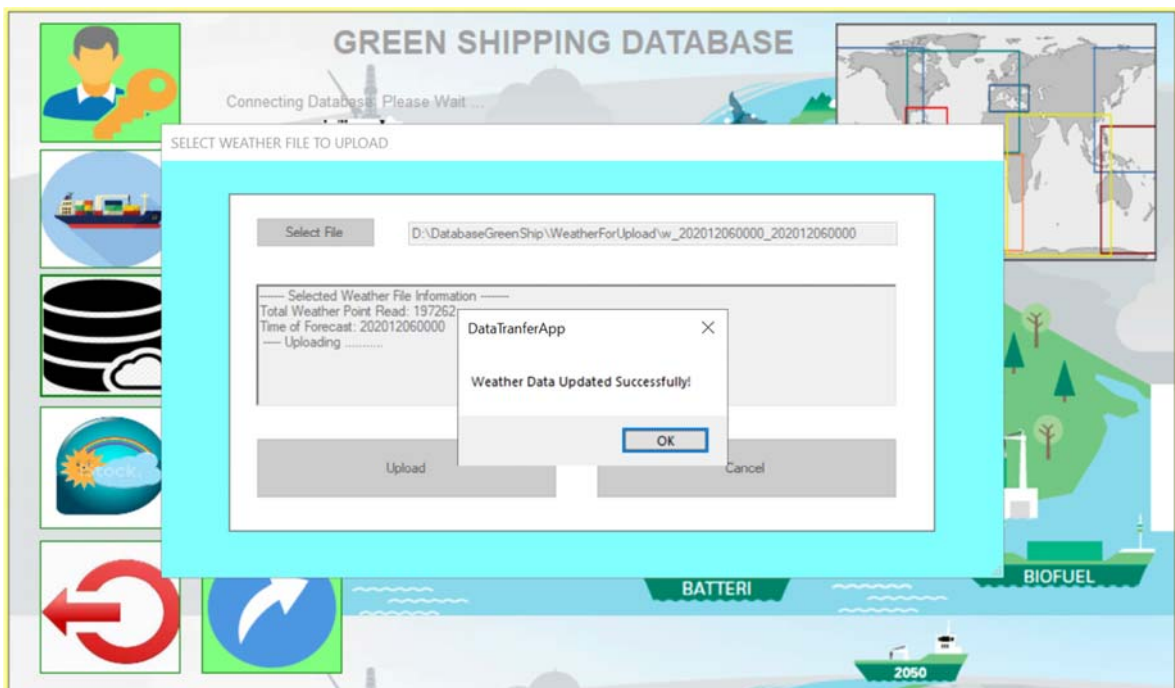 GREEN SHIPPING DATABASE
Connecting Database: Please Wait ...
SELECT WEATHER FILE TO UPLOAD
Select File
D:\DatabaseGreenShip\WeatherForUpload\w_202012060000_202012060000
------ Selected Weather File Information ------
Total Weather Point Read: 197262
Time of Forecast: 202012060000
---- Uploading ...........
DataTranferApp
Weather Data Updated Successfully!
OK
Upload
Cancel
iStock.
BATTERI
BIOFUEL
2050